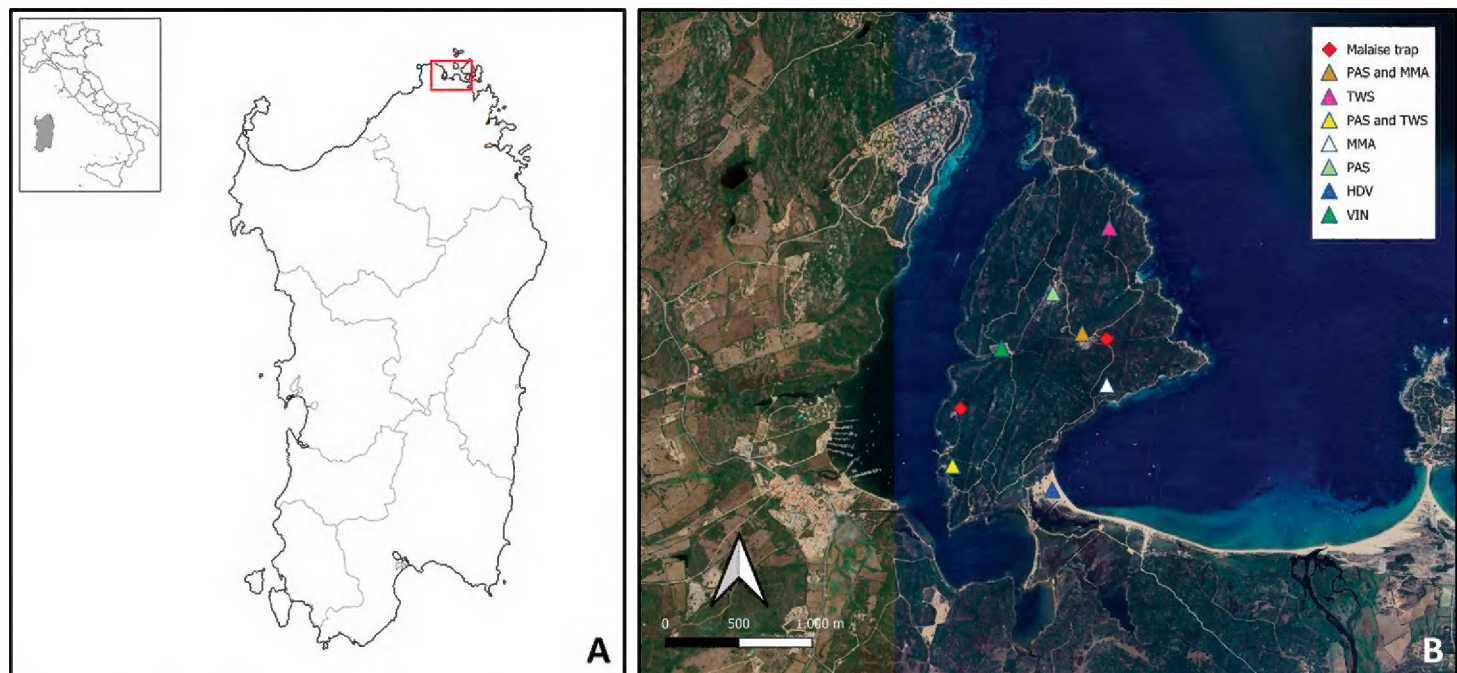 A
Malaise trap
PAS and MMA
TWS
PAS and TWS
MMA
PAS
HDV
VIN
0 500 1.000 m
B